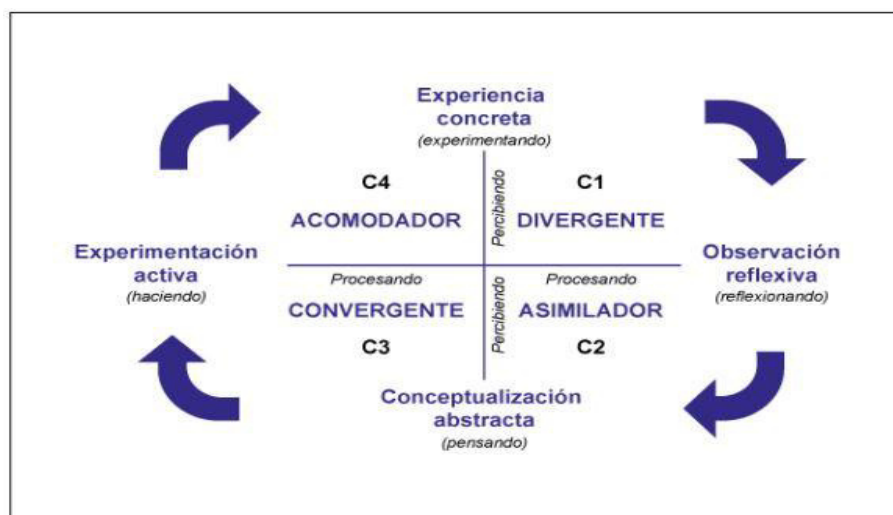 Experiencia
concreta
(experimentando)
C4
C1
Percibiendo
ACOMODADOR
DIVERGENTE
Experimentación
activa
(haciendo)
Observación
reflexiva
(reflexionando)
Procesando
Procesando
CONVERGENTE
Percibiendo
ASIMILADOR
C3
C2
Conceptualización
abstracta
(pensando)